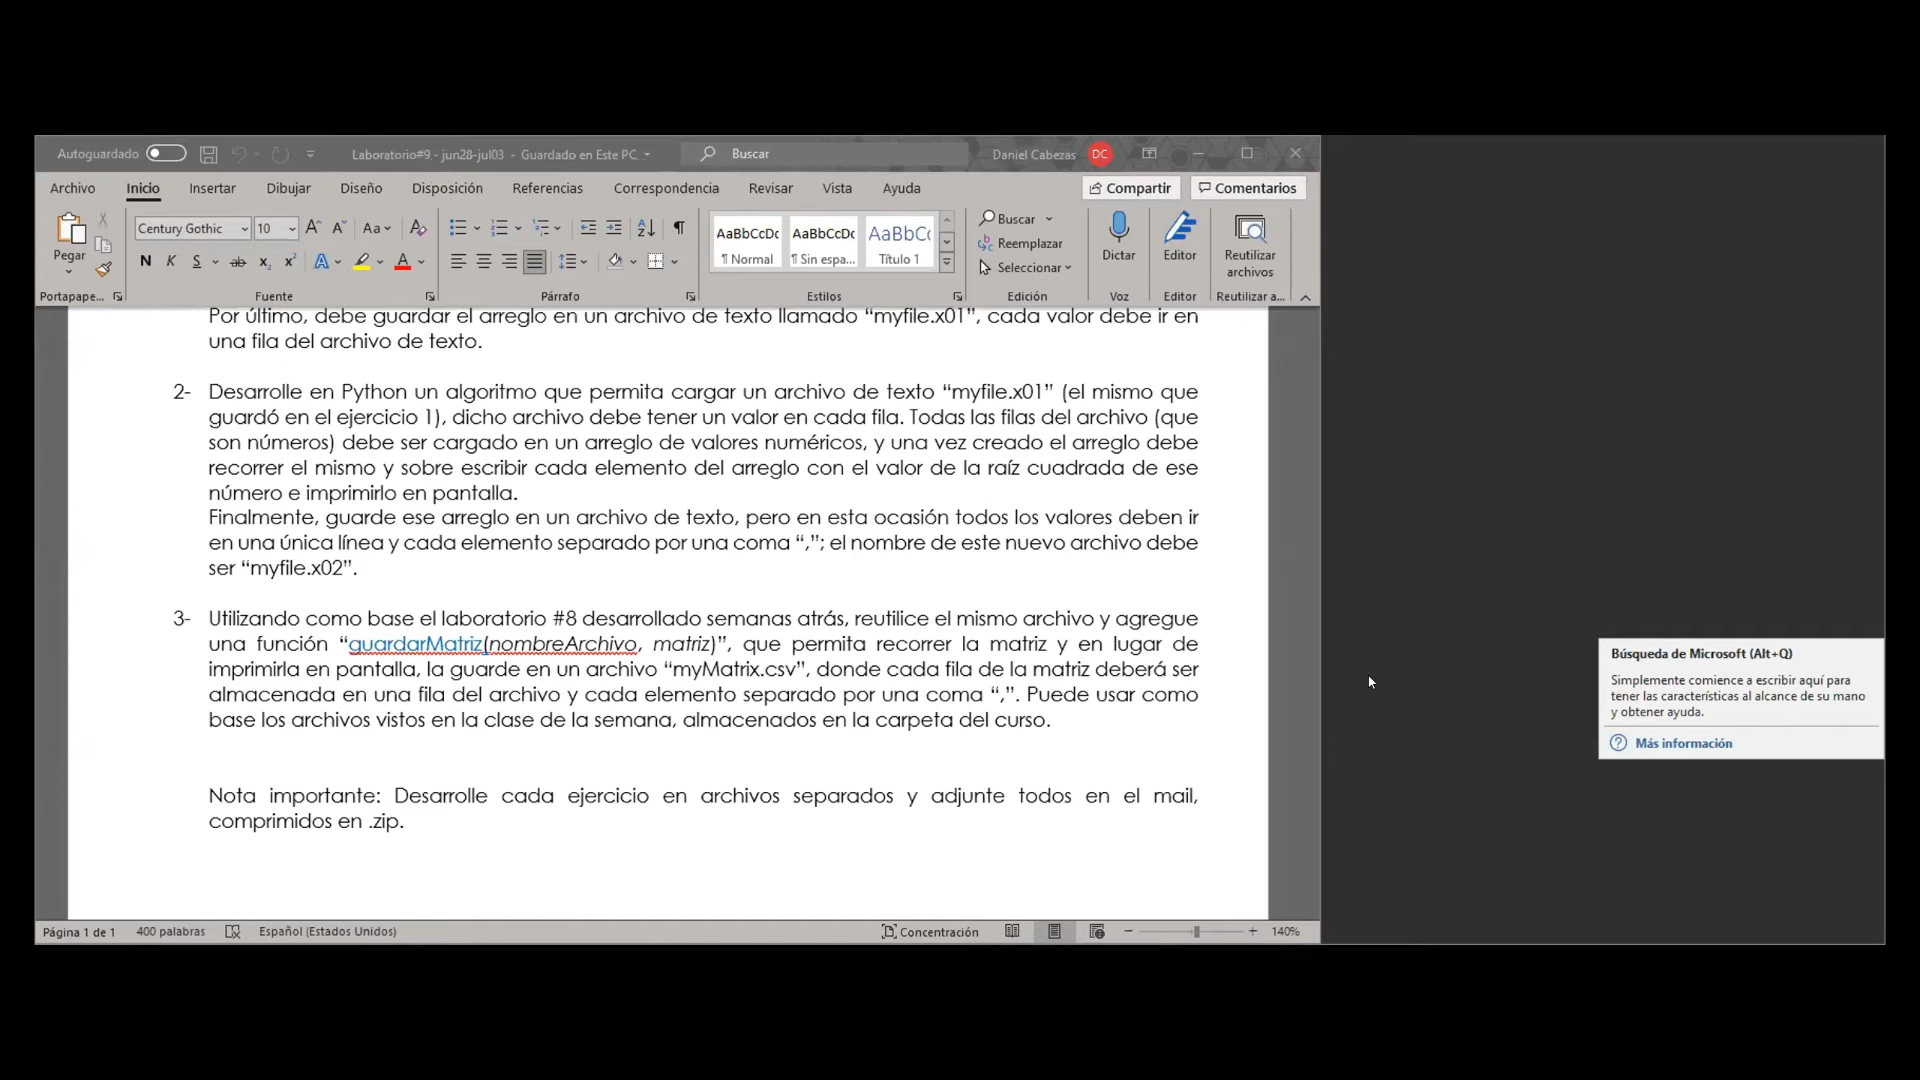 Autoguardado
Laboratorio#9 - jun28-jul03 - Guardado en Este PC
Buscar
Daniel Cabezas
DC
Archivo
Inicio
Insertar
Dibujar
Diseño
Disposición
Referencias
Correspondencia
Revisar
Vista
Ayuda
Compartir
Comentarios
Pegar
Century Gothic
10
Aa
N K S ab x₂ x²
AaBbCcDc
AaBbCcDc
AaBbCc
¶ Normal
¶ Sin espa...
Título 1
Buscar
Reemplazar
Seleccionar
Dictar
Editor
Reutilizar
archivos
Portapape...
Fuente
Párrafo
Estilos
Edición
Voz
Editor
Reutilizar a...
Por último, debe guardar el arreglo en un archivo de texto llamado “myfile.x01”, cada valor debe ir en
una fila del archivo de texto.
2- Desarrolle en Python un algoritmo que permita cargar un archivo de texto “myfile.x01” (el mismo que
guardó en el ejercicio 1), dicho archivo debe tener un valor en cada fila. Todas las filas del archivo (que
son números) debe ser cargado en un arreglo de valores numéricos, y una vez creado el arreglo debe
recorrer el mismo y sobre escribir cada elemento del arreglo con el valor de la raíz cuadrada de ese
número e imprimirlo en pantalla.
Finalmente, guarde ese arreglo en un archivo de texto, pero en esta ocasión todos los valores deben ir
en una única línea y cada elemento separado por una coma “,”; el nombre de este nuevo archivo debe
ser “myfile.x02”.
3- Utilizando como base el laboratorio #8 desarrollado semanas atrás, reutilice el mismo archivo y agregue
una función “guardarMatriz(nombreArchivo, matriz)”, que permita recorrer la matriz y en lugar de
imprimirla en pantalla, la guarde en un archivo “myMatrix.csv”, donde cada fila de la matriz deberá ser
almacenada en una fila del archivo y cada elemento separado por una coma “,”. Puede usar como
base los archivos vistos en la clase de la semana, almacenados en la carpeta del curso.
Nota importante: Desarrolle cada ejercicio en archivos separados y adjunte todos en el mail,
comprimidos en .zip.
Búsqueda de Microsoft (Alt+Q)
Simplemente comience a escribir aquí para
tener las características al alcance de su mano
y obtener ayuda.
Más información
Página 1 de 1
400 palabras
Español (Estados Unidos)
Concentración
140%